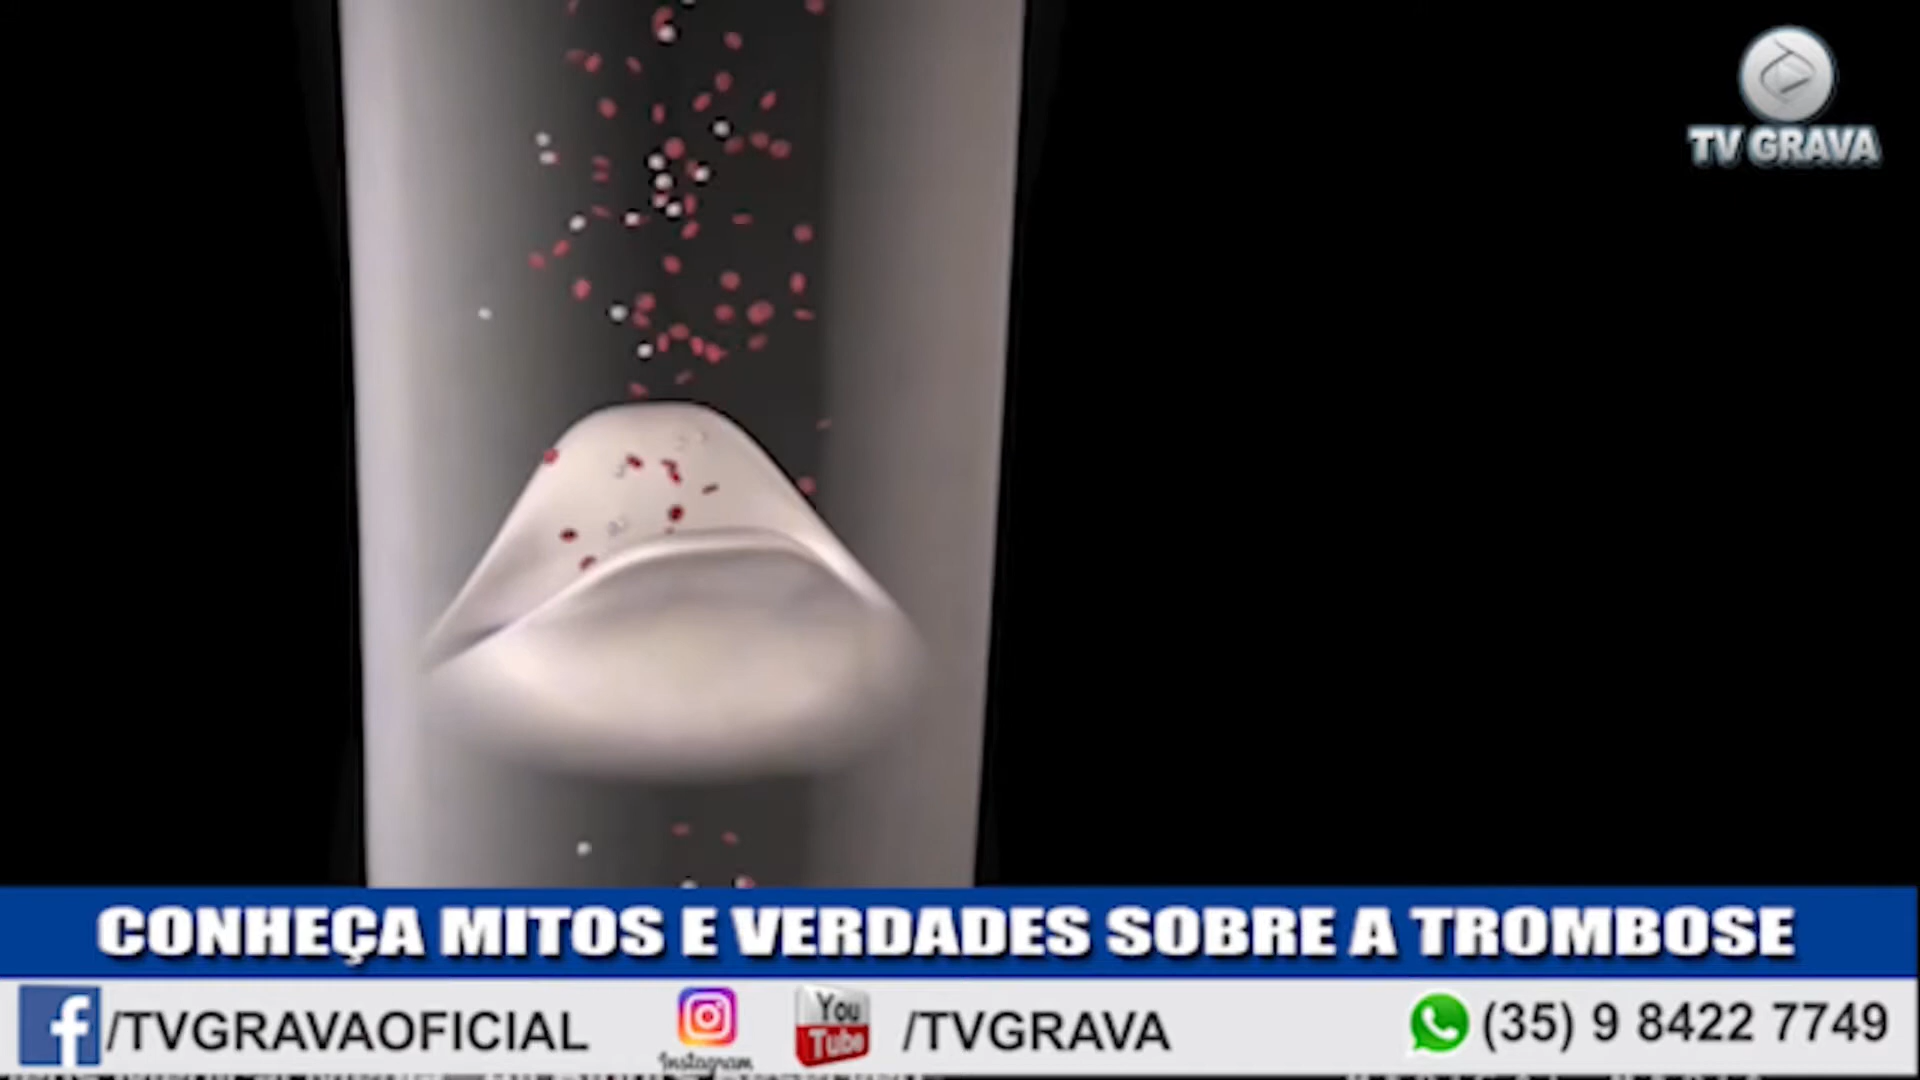 TV GRAVA
CONHEÇA MITOS E VERDADES SOBRE A TROMBOSE
/TVGRAVAOFICIAL
Instagram
You
Tube
/TVGRAVA
(35) 9 8422 7749